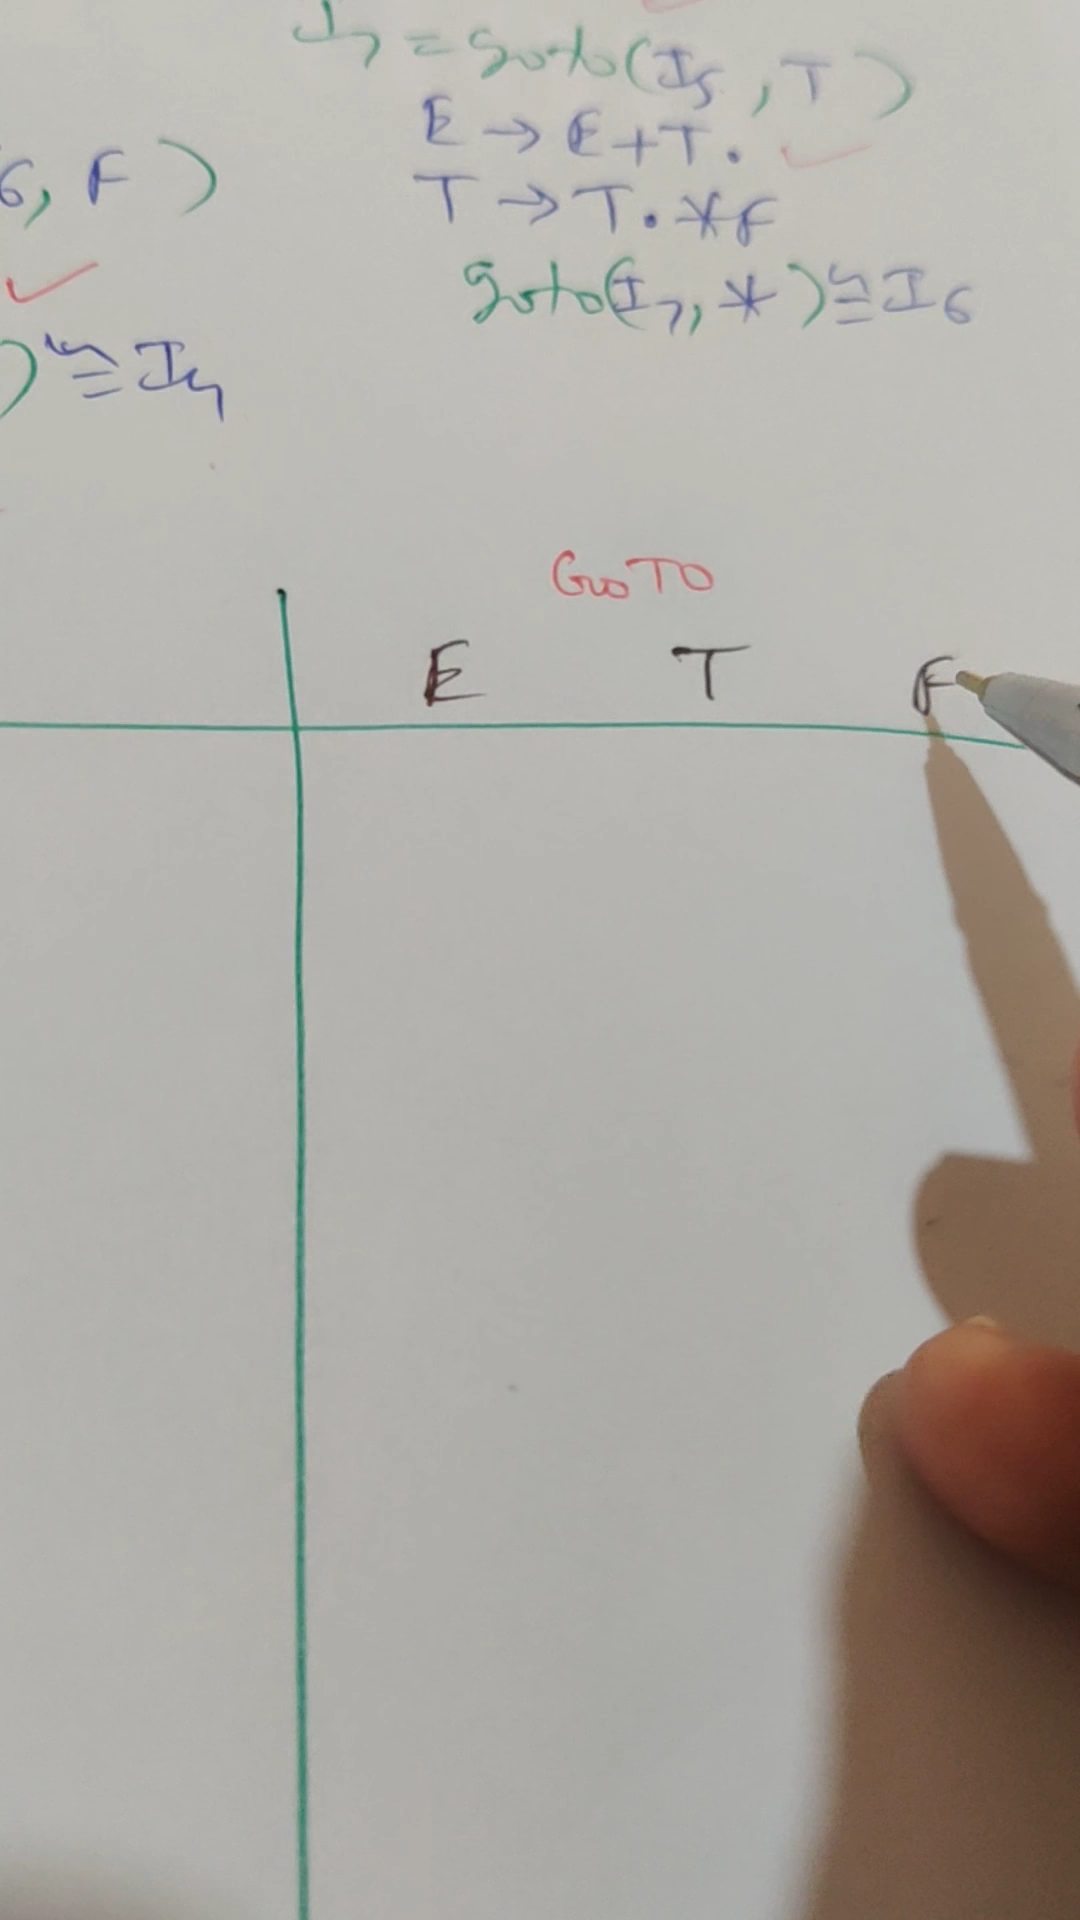 I7 = goto(I5, T)
E → E+T.
6, F)
T → T.*F
goto(I7, *) ≅ I6
) ≅ I4
GOTO
E T F